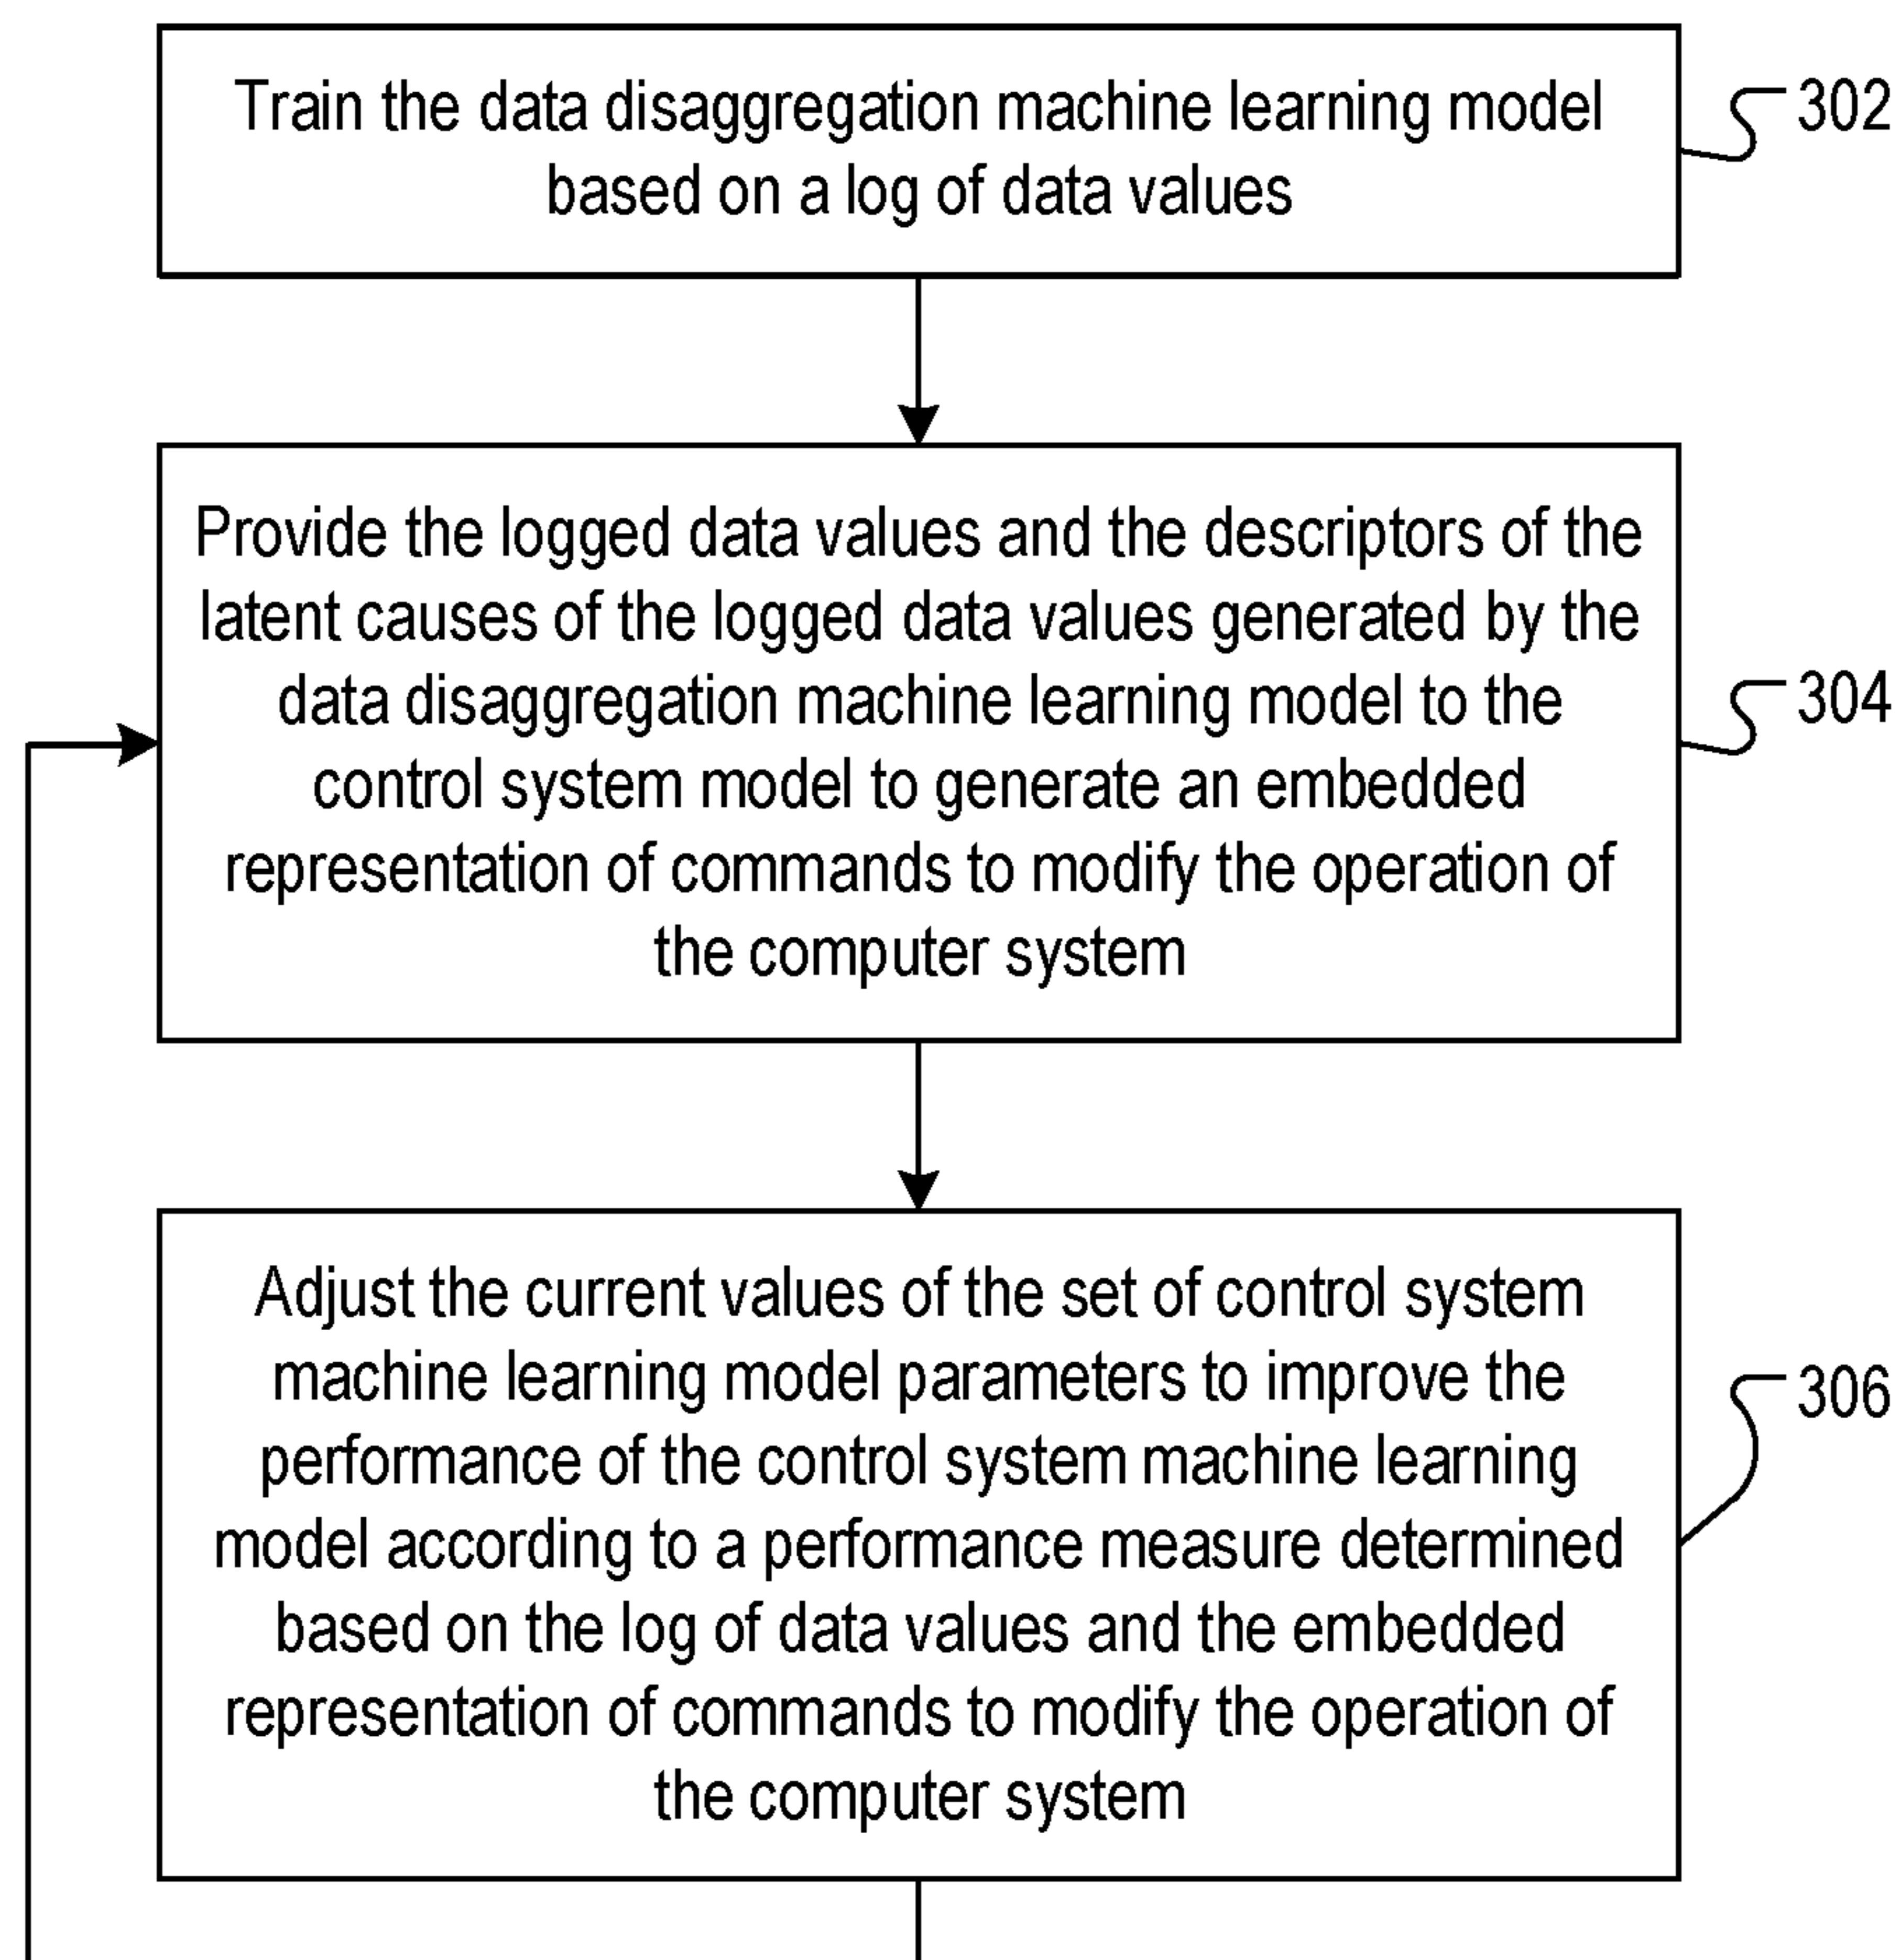 Train the data disaggregation machine learning model
based on a log of data values
302
Provide the logged data values and the descriptors of the
latent causes of the logged data values generated by the
data disaggregation machine learning model to the
control system model to generate an embedded
representation of commands to modify the operation of
the computer system
304
Adjust the current values of the set of control system
machine learning model parameters to improve the
performance of the control system machine learning
model according to a performance measure determined
based on the log of data values and the embedded
representation of commands to modify the operation of
the computer system
306